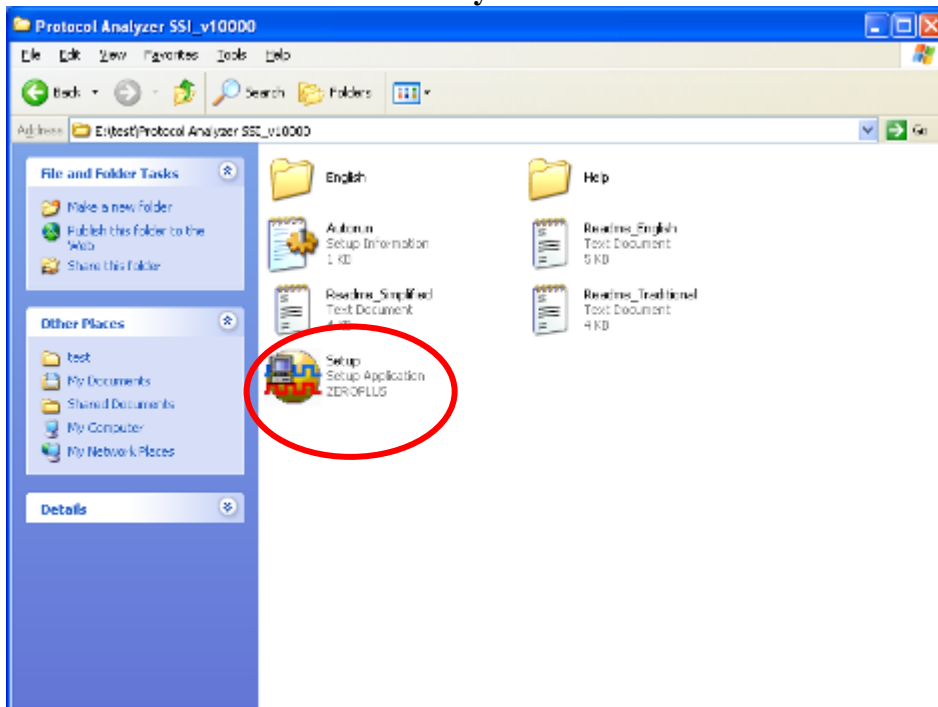 Protocol Analyzer SSI_v10000
File Edit View Favorites Tools Help
Back Search Folders
Address E:\test\Protocol Analyzer SSI_v10000 Go
File and Folder Tasks
Make a new folder
Publish this folder to the
Web
Share this folder
Other Places
test
My Documents
Shared Documents
My Computer
My Network Places
Details
English
Help
Autorun
Setup Information
1 KB
Readme_English
Text Document
5 KB
Readme_Simplified
Text Document
4 KB
Readme_Traditional
Text Document
4 KB
Setup
Setup Application
ZEROPLUS